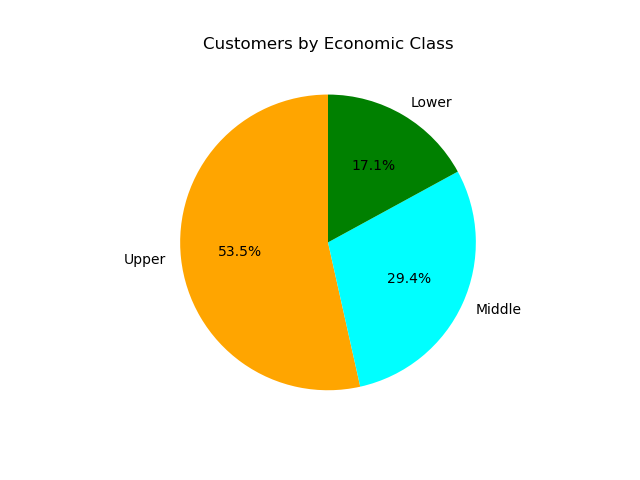 Customers by Economic Class
Lower
17.1%
Upper
53.5%
29.4%
Middle